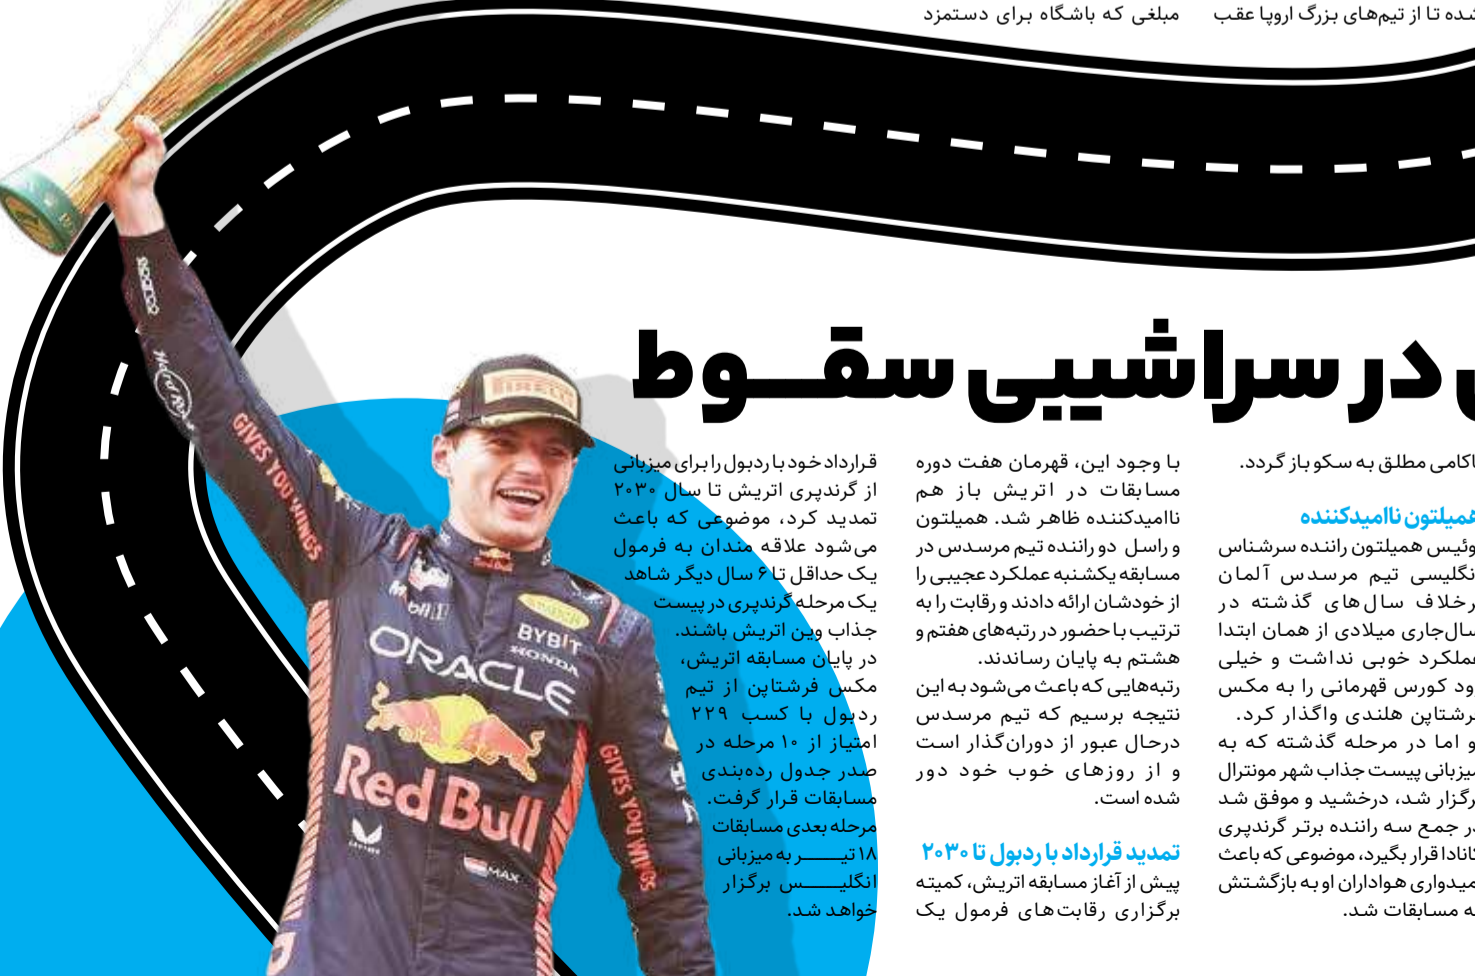 شده تا از تیم‌های بزرگ اروپا عقب
مبلغی که باشگاه برای دستمزد
در سراشیبی سقوط
ناکامی مطلق به سکو باز گردد.
همیلتون ناامیدکننده
لوئیس همیلتون راننده سرشناس
انگلیسی تیم مرسدس آلمان
برخلاف سال‌های گذشته در
سال‌جاری میلادی از همان ابتدا
عملکرد خوبی نداشت و خیلی
زود کورس قهرمانی را به مکس
فرشتاپن هلندی واگذار کرد.
و اما در مرحله گذشته که به
میزبانی پیست جذاب شهر مونترال
برگزار شد، درخشید و موفق شد
در جمع سه راننده برتر گرندپری
کانادا قرار بگیرد، موضوعی که باعث
امیدواری هواداران او به بازگشتش
به مسابقات شد.
با وجود این، قهرمان هفت دوره
مسابقات در اتریش باز هم
ناامیدکننده ظاهر شد. همیلتون
و راسل دو راننده تیم مرسدس در
مسابقه یکشنبه عملکرد عجیبی را
از خودشان ارائه دادند و رقابت را به
ترتیب با حضور در رتبه‌های هفتم و
هشتم به پایان رساندند.
رتبه‌هایی که باعث می‌شود به این
نتیجه برسیم که تیم مرسدس
درحال عبور از دوران‌گذار است
و از روزهای خوب خود دور
شده است.
تمدید قرارداد با ردبول تا ۲۰۳۰
پیش از آغاز مسابقه اتریش، کمیته
برگزاری رقابت‌های فرمول یک
قرارداد خود با ردبول را برای میزبانی
از گرندپری اتریش تا سال ۲۰۳۰
تمدید کرد، موضوعی که باعث
می‌شود علاقه مندان به فرمول
یک حداقل تا ۶ سال دیگر شاهد
یک مرحله گرندپری در پیست
جذاب وین اتریش باشند.
در پایان مسابقه اتریش،
مکس فرشتاپن از تیم
ردبول با کسب ۲۲۹
امتیاز از ۱۰ مرحله در
صدر جدول رده‌بندی
مسابقات قرار گرفت.
مرحله بعدی مسابقات
۱۸ تیـــــر به میزبانی
انگلیـــــس برگزار
خواهد شد.
PIRELLI
sparco
Hard Rock
GIVES YOU WINGS
Red Bull
Mobil 1
BYBIT
HONDA
ORACLE
Red Bull
GIVES YOU WINGS
MAX